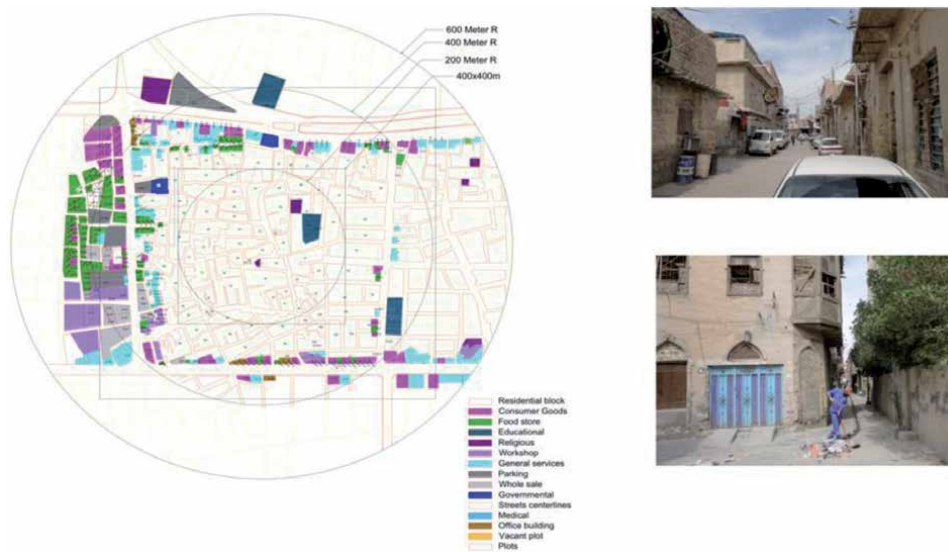 600 Meter R
400 Meter R
200 Meter R
400x400m
Residential block
Consumer Goods
Food store
Educational
Religious
Workshop
General services
Parking
Whole sale
Governmental
Streets centerlines
Medical
Office building
Vacant plot
Plots